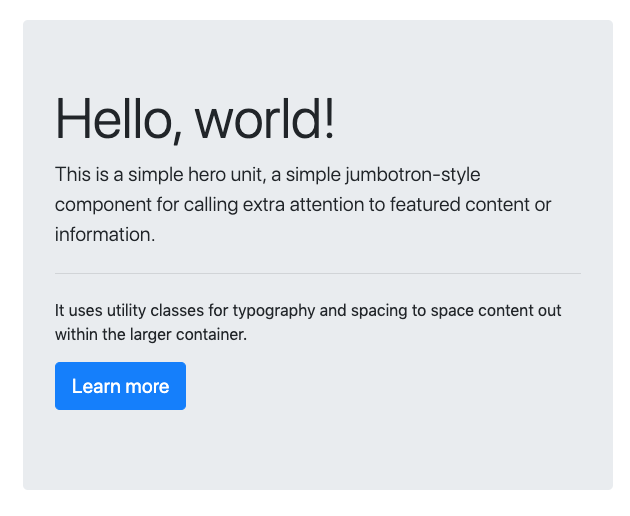 Hello, world!
This is a simple hero unit, a simple jumbotron-style
component for calling extra attention to featured content or
information.
It uses utility classes for typography and spacing to space content out
within the larger container.
Learn more